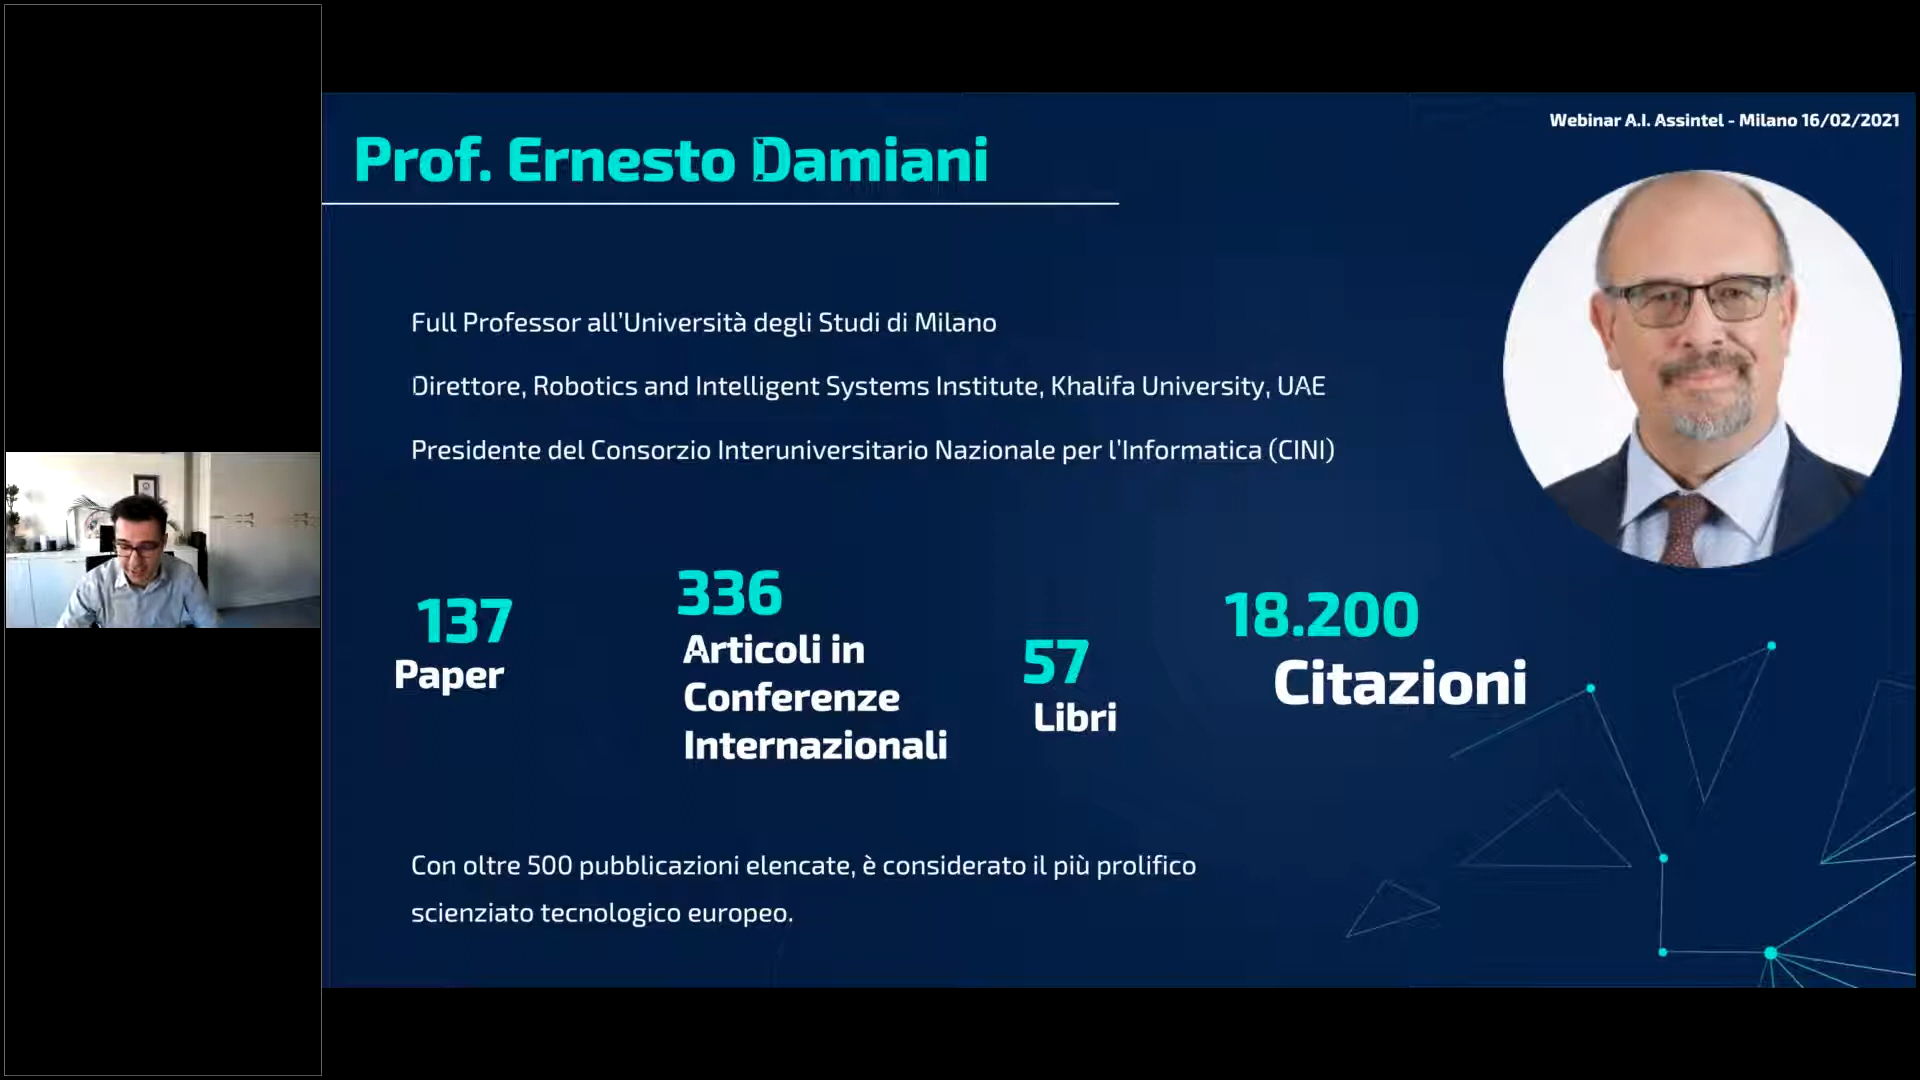 Webinar A.I. Assintel - Milano 16/02/2021
Prof. Ernesto Damiani
Full Professor all’Università degli Studi di Milano
Direttore, Robotics and Intelligent Systems Institute, Khalifa University, UAE
Presidente del Consorzio Interuniversitario Nazionale per l’Informatica (CINI)
137
Paper
336
Articoli in
Conferenze
Internazionali
57
Libri
18.200
Citazioni
Con oltre 500 pubblicazioni elencate, è considerato il più prolifico
scienziato tecnologico europeo.